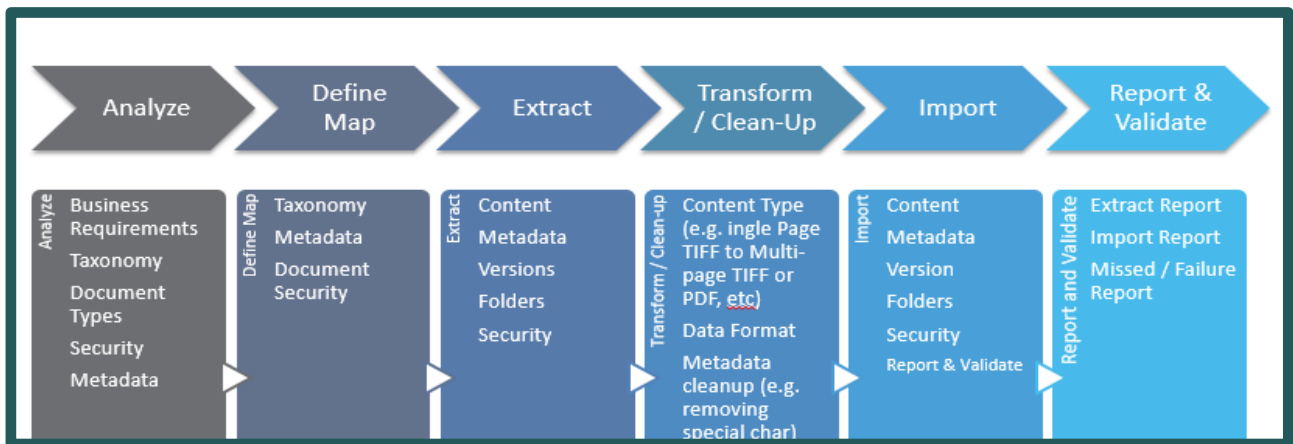 Analyze
Define
Map
Extract
Transform
/ Clean-Up
Import
Report &
Validate
Analyze
Business
Requirements
Taxonomy
Document
Types
Security
Metadata
Define Map
Taxonomy
Metadata
Document
Security
Extract
Content
Metadata
Versions
Folders
Security
Transform / Clean-up
Content Type
(e.g. ingle Page
TIFF to Multi-
page TIFF or
PDF, etc)
Data Format
Metadata
cleanup (e.g.
removing
special char)
Import
Content
Metadata
Version
Folders
Security
Report & Validate
Report and Validate
Extract Report
Import Report
Missed / Failure
Report